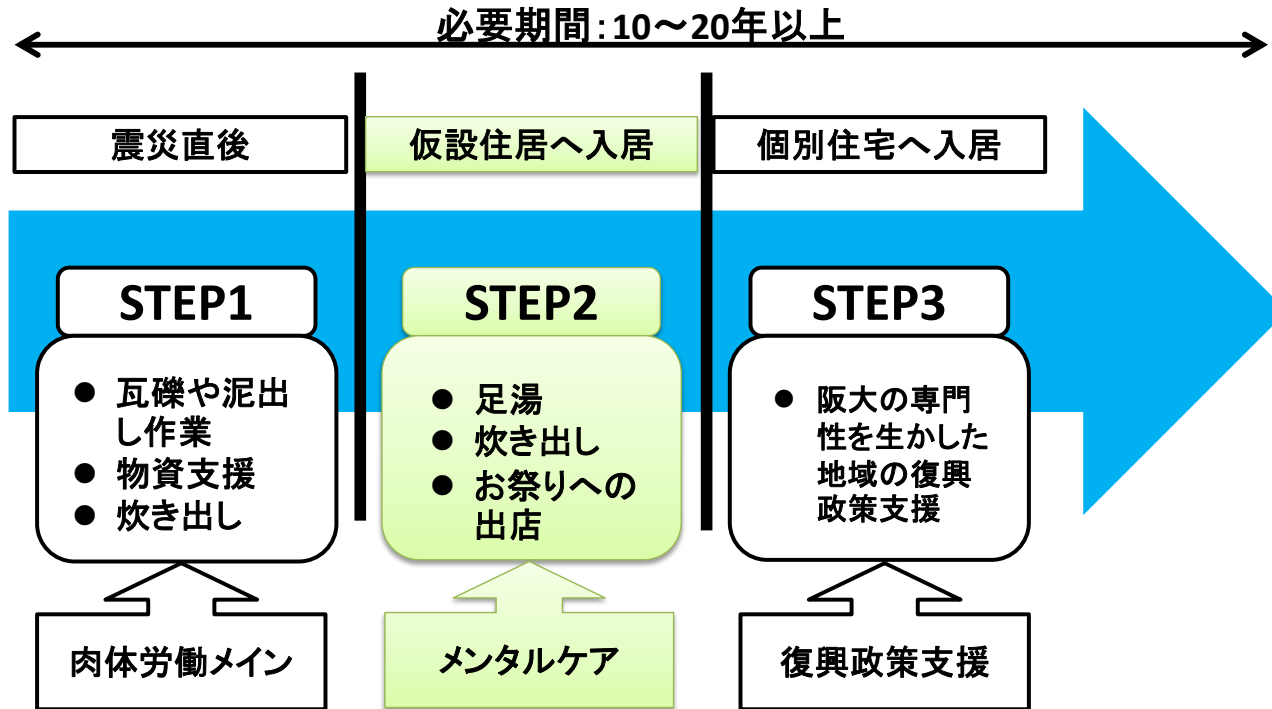 必要期間：10～20年以上
震災直後
仮設住居へ入居
個別住宅へ入居
STEP1
● 瓦礫や泥出
し作業
● 物資支援
● 炊き出し
肉体労働メイン
STEP2
● 足湯
● 炊き出し
● お祭りへの
出店
メンタルケア
STEP3
● 阪大の専門
性を生かした
地域の復興
政策支援
復興政策支援